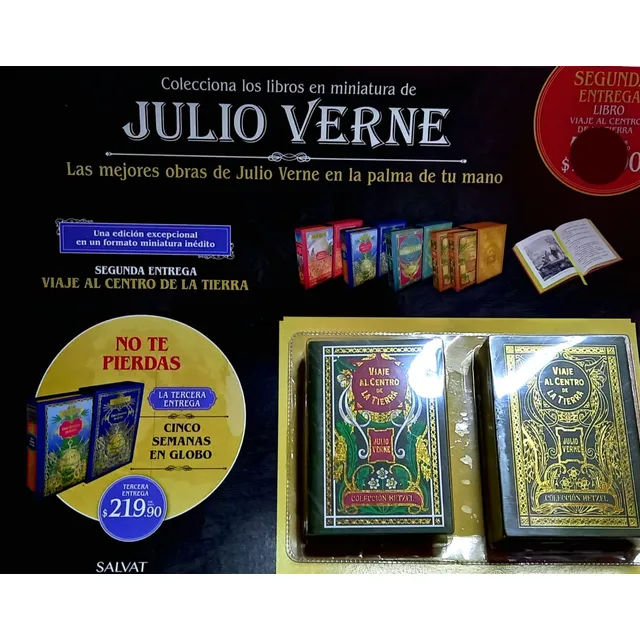 Colecciona los libros en miniatura de
JULIO VERNE
Las mejores obras de Julio Verne en la palma de tu mano
SEGUNDA
ENTREGA
LIBRO
VIAJE AL CENTRO
DE LA TIERRA
$
90
Una edición excepcional
en un formato miniatura inédito
SEGUNDA ENTREGA
VIAJE AL CENTRO DE LA TIERRA
NO TE
PIERDAS
LA TERCERA
ENTREGA
CINCO
SEMANAS
EN GLOBO
TERCERA
ENTREGA
$219.90
SALVAT
VIAJE
AL CENTRO
DE
LA TIERRA
JULIO
VERNE
COLECCIÓN HETZEL
VIAJE
AL CENTRO
DE
LA TIERRA
JULIO
VERNE
COLECCIÓN HETZEL